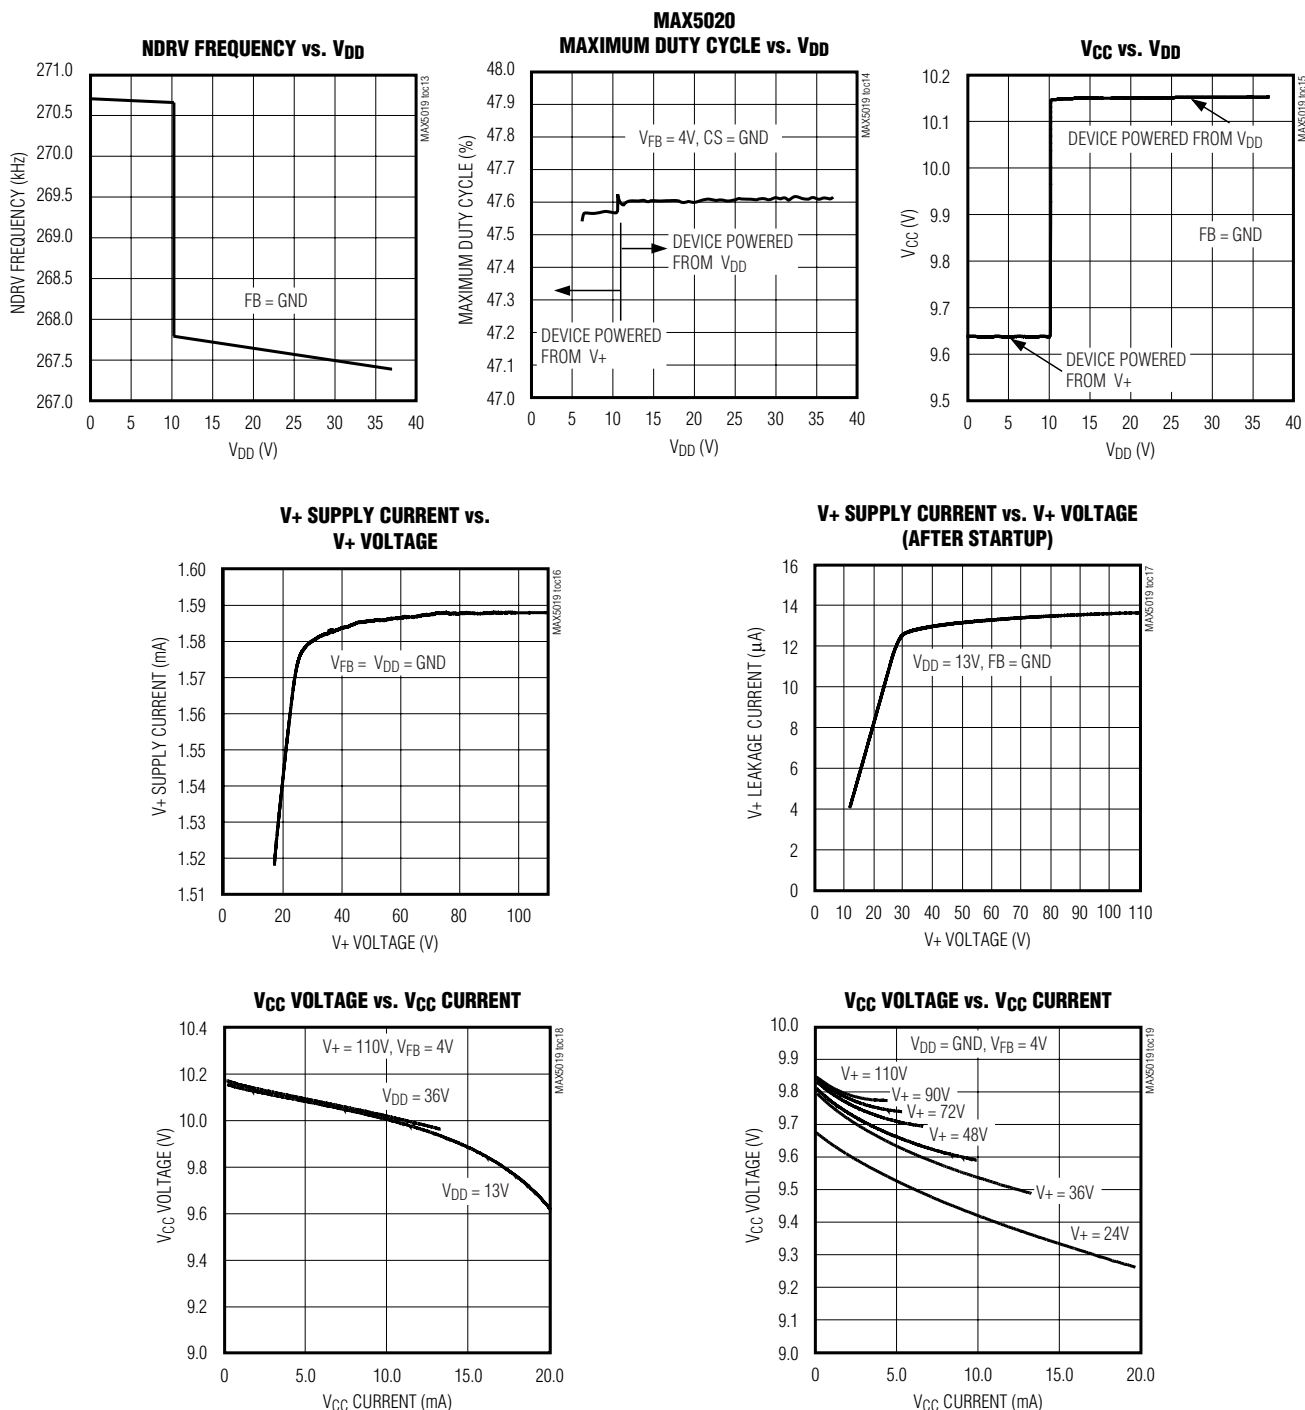 NDRV FREQUENCY vs. VDD
271.0
270.5
270.0
269.5
269.0
268.5
268.0
267.5
267.0
NDRV FREQUENCY (kHz)
FB = GND
0 5 10 15 20 25 30 35 40
VDD (V)
MAX5019 toc13
MAX5020
MAXIMUM DUTY CYCLE vs. VDD
48.0
47.9
47.8
47.7
47.6
47.5
47.4
47.3
47.2
47.1
47.0
MAXIMUM DUTY CYCLE (%)
VFB = 4V, CS = GND
DEVICE POWERED
FROM VDD
DEVICE POWERED
FROM V+
0 5 10 15 20 25 30 35 40
VDD (V)
MAX5019 toc14
VCC vs. VDD
10.2
10.1
10.0
9.9
9.8
9.7
9.6
9.5
VCC (V)
DEVICE POWERED FROM VDD
FB = GND
DEVICE POWERED
FROM V+
0 5 10 15 20 25 30 35 40
VDD (V)
MAX5019 toc15
V+ SUPPLY CURRENT vs.
V+ VOLTAGE
1.60
1.59
1.58
1.57
1.56
1.55
1.54
1.53
1.52
1.51
V+ SUPPLY CURRENT (mA)
VFB = VDD = GND
0 20 40 60 80 100
V+ VOLTAGE (V)
MAX5019 toc16
V+ SUPPLY CURRENT vs. V+ VOLTAGE
(AFTER STARTUP)
16
14
12
10
8
6
4
2
0
V+ LEAKAGE CURRENT (µA)
VDD = 13V, FB = GND
0 10 20 30 40 50 60 70 80 90 100 110
V+ VOLTAGE (V)
MAX5019 toc17
VCC VOLTAGE vs. VCC CURRENT
10.4
10.2
10.0
9.8
9.6
9.4
9.2
9.0
VCC VOLTAGE (V)
V+ = 110V, VFB = 4V
VDD = 36V
VDD = 13V
0 5.0 10.0 15.0 20.0
VCC CURRENT (mA)
MAX5019 toc18
VCC VOLTAGE vs. VCC CURRENT
10.0
9.9
9.8
9.7
9.6
9.5
9.4
9.3
9.2
9.1
9.0
VCC VOLTAGE (V)
VDD = GND, VFB = 4V
V+ = 110V
V+ = 90V
V+ = 72V
V+ = 48V
V+ = 36V
V+ = 24V
0 5.0 10.0 15.0 20.0
VCC CURRENT (mA)
MAX5019 toc19